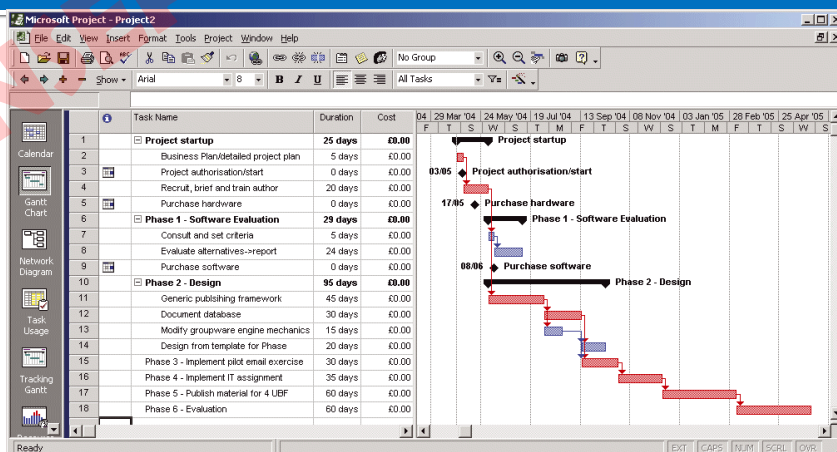 Microsoft Project - Project2
File Edit View Insert Format Tools Project Window Help
No Group
Show Arial 8 B I U All Tasks
Task Name Duration Cost 04 29 Mar '04 24 May '04 19 Jul '04 13 Sep '04 08 Nov '04 03 Jan '05 28 Feb '05 25 Apr '05
F T S W S T M F T S W S T M F T S W S
1 Project startup 25 days £0.00 Project startup
2 Business Plan/detailed project plan 5 days £0.00
3 Project authorisation/start 0 days £0.00 03/05 Project authorisation/start
4 Recruit, brief and train author 20 days £0.00
5 Purchase hardware 0 days £0.00 17/05 Purchase hardware
6 Phase 1 - Software Evaluation 29 days £0.00 Phase 1 - Software Evaluation
7 Consult and set criteria 5 days £0.00
8 Evaluate alternatives->report 24 days £0.00
9 Purchase software 0 days £0.00 08/06 Purchase software
10 Phase 2 - Design 95 days £0.00 Phase 2 - Design
11 Generic publsihing framework 45 days £0.00
12 Document database 30 days £0.00
13 Modify groupware engine mechanics 15 days £0.00
14 Design from template for Phase 20 days £0.00
15 Phase 3 - Implement pilot email exercise 30 days £0.00
16 Phase 4 - Implement IT assignment 35 days £0.00
17 Phase 5 - Publish material for 4 UBF 60 days £0.00
18 Phase 6 - Evaluation 60 days £0.00
Calendar
Gantt
Chart
Network
Diagram
Task
Usage
Tracking
Gantt
Ready EXT CAPS NUM SCRL OVR